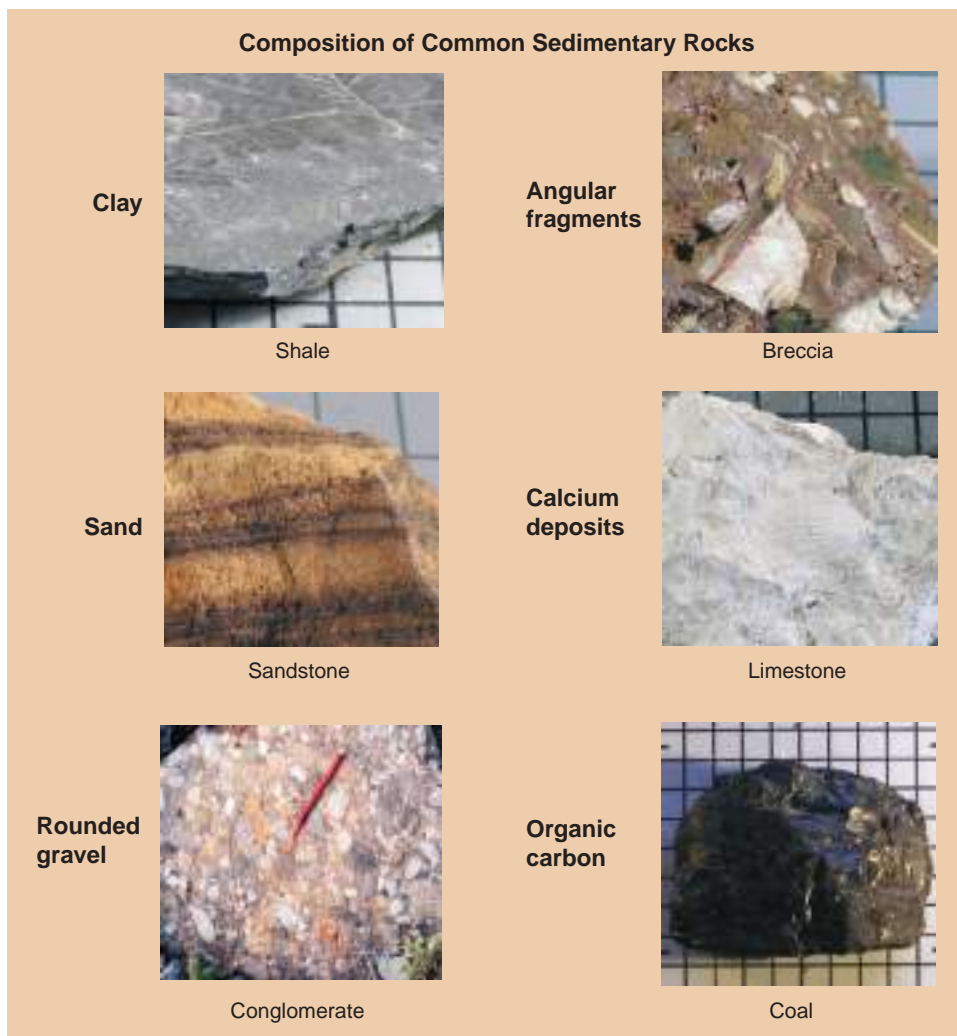 Composition of Common Sedimentary Rocks
Clay
Shale
Angular
fragments
Breccia
Sand
Sandstone
Calcium
deposits
Limestone
Rounded
gravel
Conglomerate
Organic
carbon
Coal